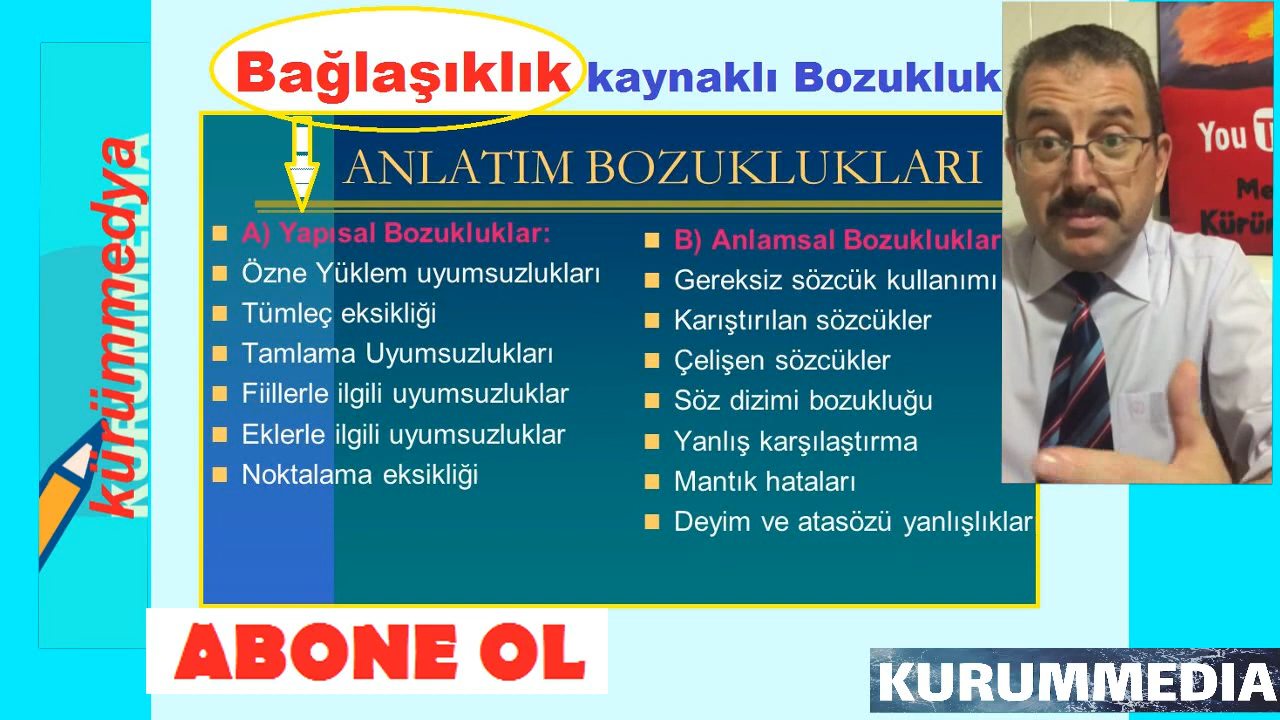 Bağlaşıklık kaynaklı Bozukluk
ANLATIM BOZUKLUKLARI
A) Yapısal Bozukluklar:
Özne Yüklem uyumsuzlukları
Tümleç eksikliği
Tamlama Uyumsuzlukları
Fiillerle ilgili uyumsuzluklar
Eklerle ilgili uyumsuzluklar
Noktalama eksikliği
B) Anlamsal Bozukluklar
Gereksiz sözcük kullanımı
Karıştırılan sözcükler
Çelişen sözcükler
Söz dizimi bozukluğu
Yanlış karşılaştırma
Mantık hataları
Deyim ve atasözü yanlışlıklar
You
kürümmedya
KURUMMEDIA
ABONE OL
KURUMMEDIA